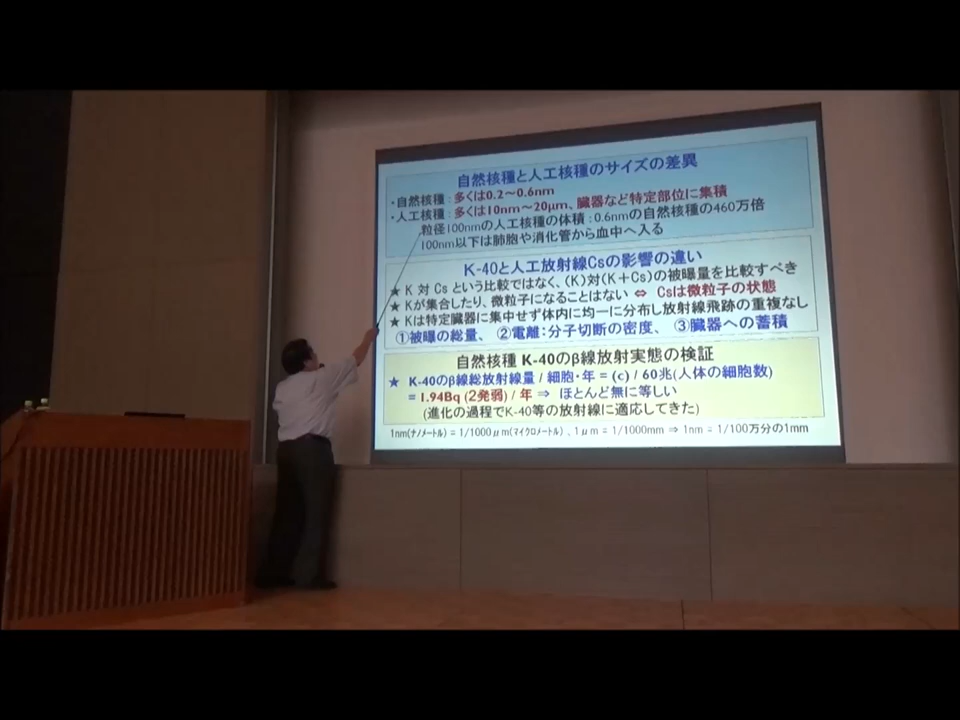 自然核種と人工核種のサイズの差異
・自然核種：多くは0.2～0.6nm
・人工核種：多くは10nm～20μm、臓器など特定部位に集積
粒径100nmの人工核種の体積：0.6nmの自然核種の460万倍
100nm以下は肺胞や消化管から血中へ入る
K-40と人工放射線Csの影響の違い
★ K 対 Cs という比較ではなく、(K)対(K＋Cs)の被曝量を比較すべき
★ Kが集合したり、微粒子になることはない ⇔ Csは微粒子の状態
★ Kは特定臓器に集中せず体内に均一に分布し放射線飛跡の重複なし
①被曝の総量、 ②電離：分子切断の密度、 ③臓器への蓄積
自然核種 K-40のβ線放射実態の検証
★ K-40のβ線総放射線量 / 細胞・年 = (c) / 60兆(人体の細胞数)
= 1.94Bq (2発弱) / 年 ⇒ ほとんど無に等しい
(進化の過程でK-40等の放射線に適応してきた)
1nm(ナノメートル) = 1/1000μm(マイクロメートル) , 1μm = 1/1000mm ⇒ 1nm = 1/100万分の1mm